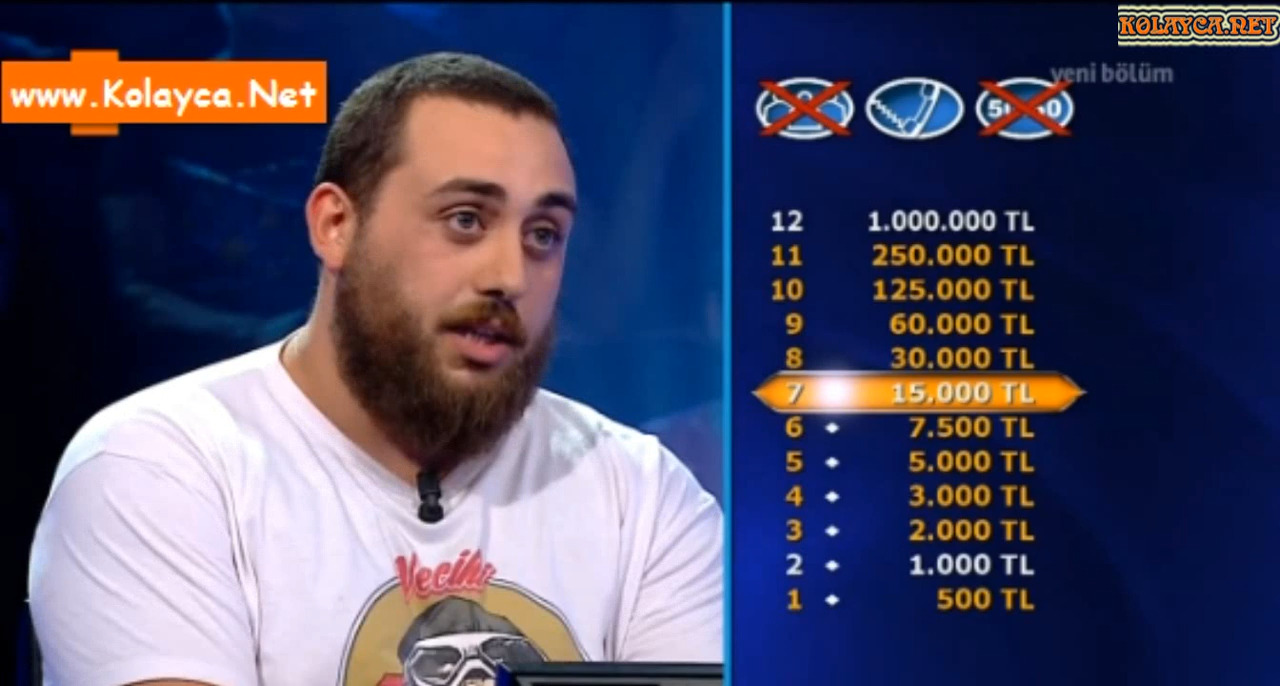 www.Kolayca.Net
KOLAYCA.NET
yeni bölüm
50:50
12 1.000.000 TL
11 250.000 TL
10 125.000 TL
9 60.000 TL
8 30.000 TL
7 15.000 TL
6 7.500 TL
5 5.000 TL
4 3.000 TL
3 2.000 TL
2 1.000 TL
1 500 TL
Vecihi